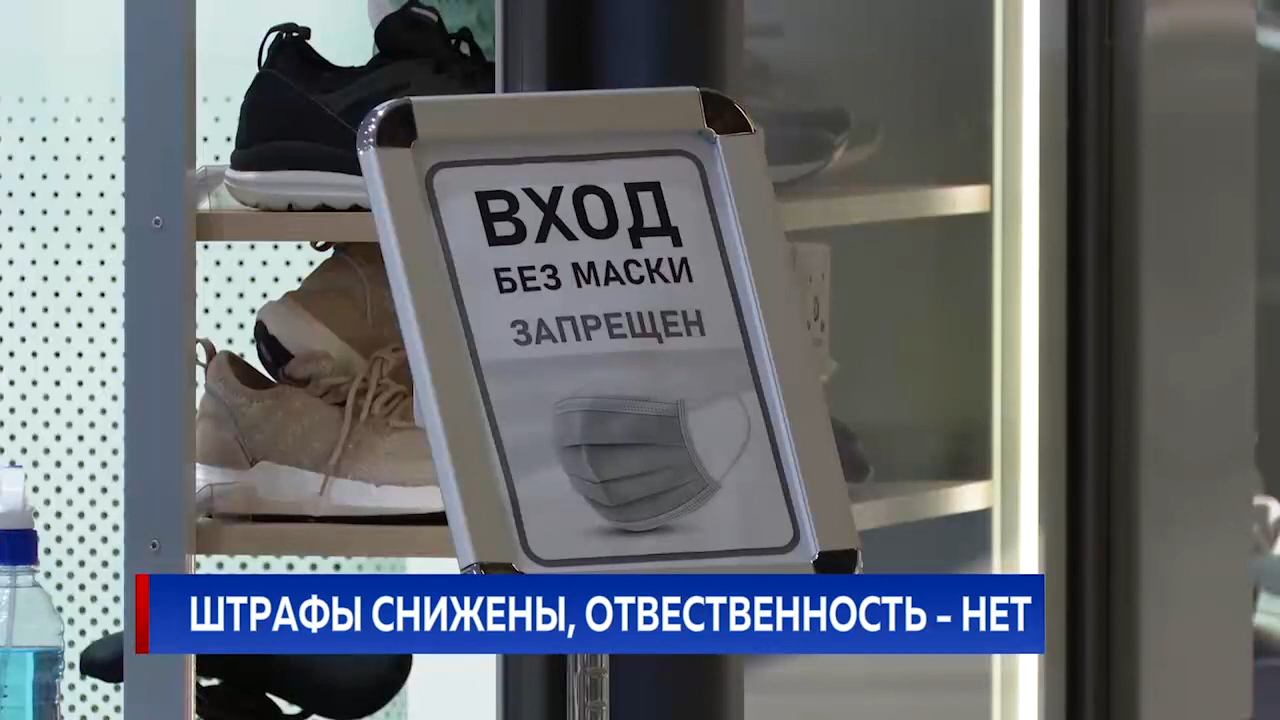 ВХОД
БЕЗ МАСКИ
ЗАПРЕЩЕН
ШТРАФЫ СНИЖЕНЫ, ОТВЕСТВЕННОСТЬ – НЕТ